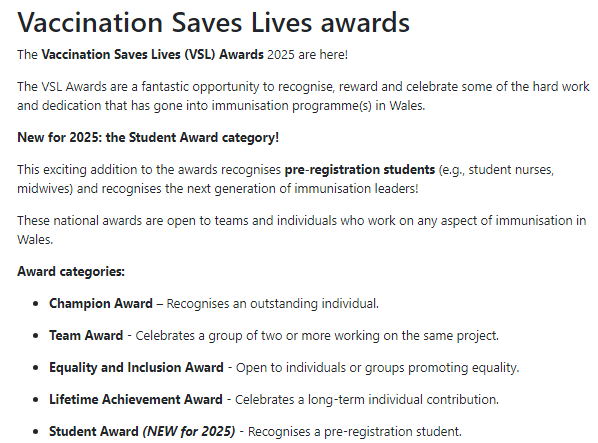 Vaccination Saves Lives awards
The Vaccination Saves Lives (VSL) Awards 2025 are here!
The VSL Awards are a fantastic opportunity to recognise, reward and celebrate some of the hard work
and dedication that has gone into immunisation programme(s) in Wales.
New for 2025: the Student Award category!
This exciting addition to the awards recognises pre-registration students (e.g., student nurses,
midwives) and recognises the next generation of immunisation leaders!
These national awards are open to teams and individuals who work on any aspect of immunisation in
Wales.
Award categories:
• Champion Award – Recognises an outstanding individual.
• Team Award - Celebrates a group of two or more working on the same project.
• Equality and Inclusion Award - Open to individuals or groups promoting equality.
• Lifetime Achievement Award - Celebrates a long-term individual contribution.
• Student Award (NEW for 2025) - Recognises a pre-registration student.